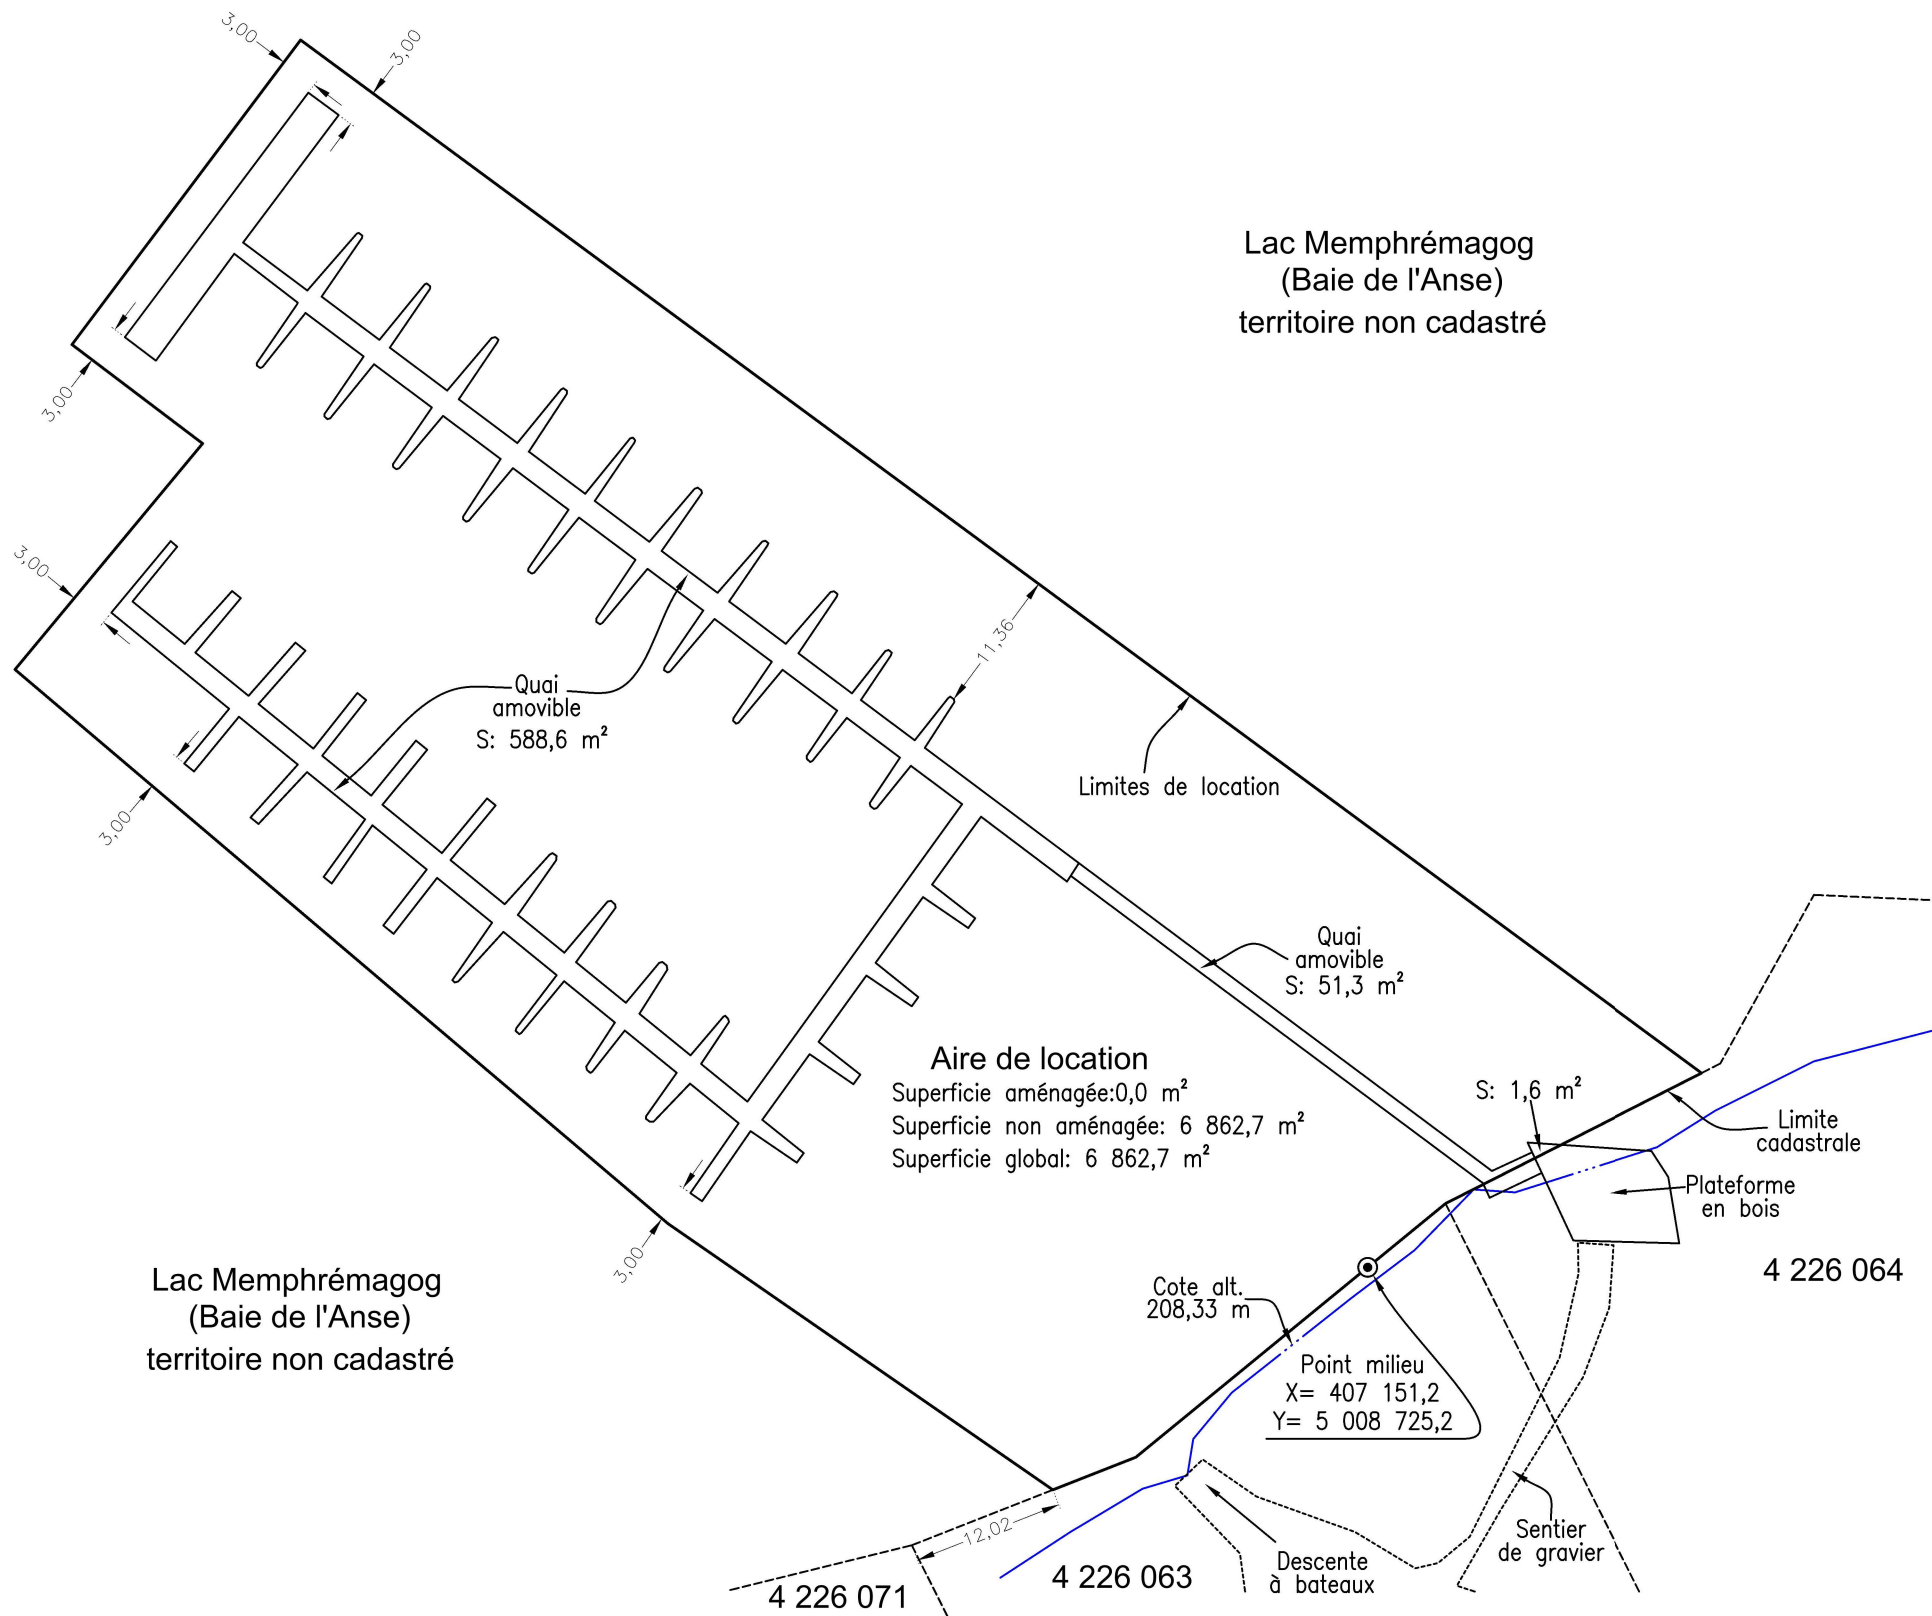 3,00
3,00
Lac Memphrémagog
(Baie de l'Anse)
territoire non cadastré
3,00
3,00
11,36
Quai
amovible
S: 588,6 m²
Limites de location
3,00
Quai
amovible
S: 51,3 m²
Aire de location
Superficie aménagée:0,0 m²
Superficie non aménagée: 6 862,7 m²
Superficie global: 6 862,7 m²
S: 1,6 m²
Limite
cadastrale
Plateforme
en bois
3,00
4 226 064
Lac Memphrémagog
(Baie de l'Anse)
territoire non cadastré
Cote alt.
208,33 m
Point milieu
X= 407 151,2
Y= 5 008 725,2
12,02
Sentier
de gravier
Descente
à bateaux
4 226 063
4 226 071